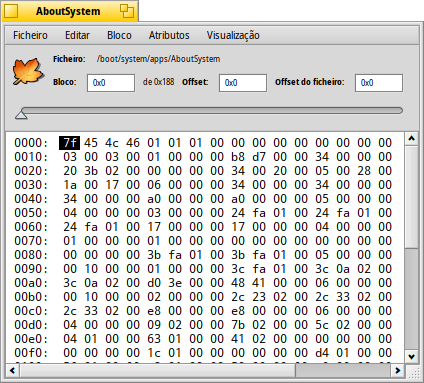 AboutSystem
Ficheiro Editar Bloco Atributos Visualização
Ficheiro: /boot/system/apps/AboutSystem
Bloco: 0x0 de 0x188 Offset: 0x0 Offset do ficheiro: 0x0
0000: 7f 45 4c 46 01 01 01 00 00 00 00 00 00 00 00 00
0010: 03 00 03 00 01 00 00 00 b8 d7 00 00 34 00 00 00
0020: 20 3b 02 00 00 00 00 00 34 00 20 00 05 00 28 00
0030: 1a 00 17 00 06 00 00 00 34 00 00 00 34 00 00 00
0040: 34 00 00 00 a0 00 00 00 a0 00 00 00 05 00 00 00
0050: 04 00 00 00 03 00 00 00 24 fa 01 00 24 fa 01 00
0060: 24 fa 01 00 17 00 00 00 17 00 00 00 04 00 00 00
0070: 01 00 00 00 01 00 00 00 00 00 00 00 00 00 00 00
0080: 00 00 00 00 3b fa 01 00 3b fa 01 00 05 00 00 00
0090: 00 10 00 00 01 00 00 00 3c fa 01 00 3c 0a 02 00
00a0: 3c 0a 02 00 d0 3e 00 00 48 41 00 00 06 00 00 00
00b0: 00 10 00 00 02 00 00 00 2c 23 02 00 2c 33 02 00
00c0: 2c 33 02 00 e8 00 00 00 e8 00 00 00 06 00 00 00
00d0: 04 00 00 00 09 02 00 00 7b 02 00 00 5c 02 00 00
00e0: 04 01 00 00 63 01 00 00 41 02 00 00 00 00 00 00
00f0: 00 00 00 00 1c 01 00 00 00 00 00 00 d4 01 00 00